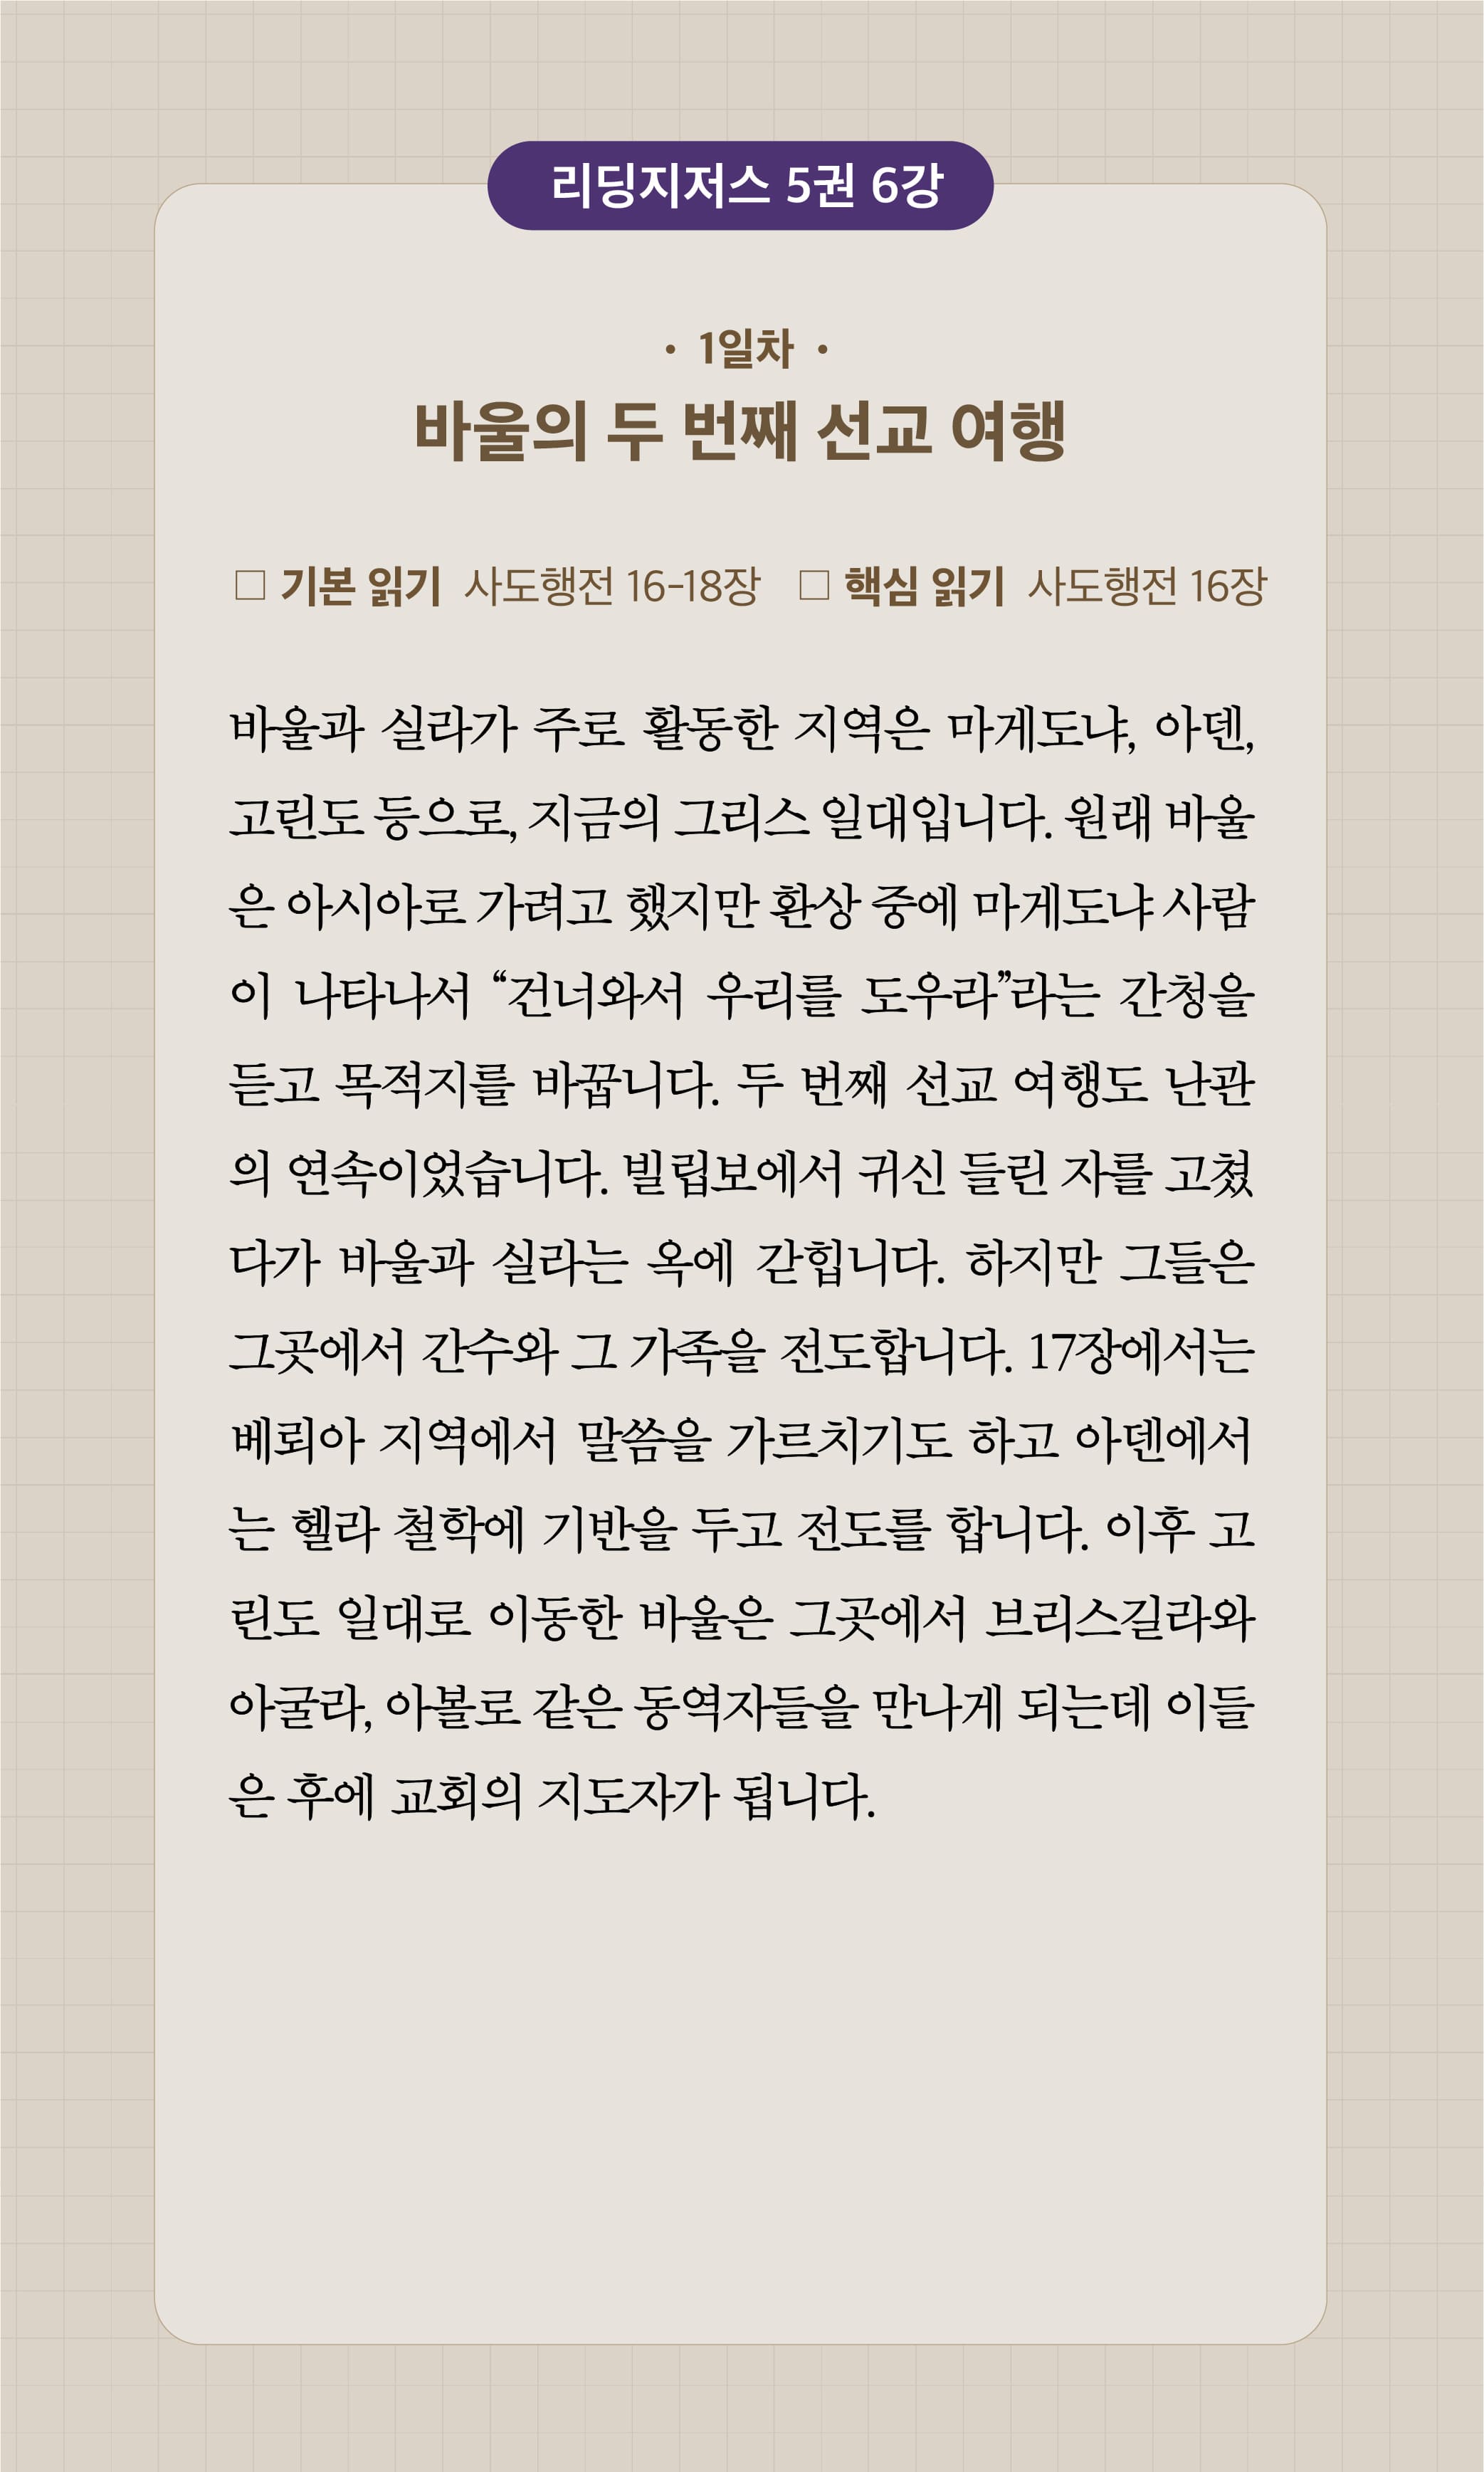 리딩지저스 5권 6강
· 1일차 ·
바울의 두 번째 선교 여행
□ 기본 읽기 사도행전 16-18장 □ 핵심 읽기 사도행전 16장
바울과 실라가 주로 활동한 지역은 마게도냐, 아덴,
고린도 등으로, 지금의 그리스 일대입니다. 원래 바울
은 아시아로 가려고 했지만 환상 중에 마게도냐 사람
이 나타나서 “건너와서 우리를 도우라”라는 간청을
듣고 목적지를 바꿉니다. 두 번째 선교 여행도 난관
의 연속이었습니다. 빌립보에서 귀신 들린 자를 고쳤
다가 바울과 실라는 옥에 갇힙니다. 하지만 그들은
그곳에서 간수와 그 가족을 전도합니다. 17장에서는
베뢰아 지역에서 말씀을 가르치기도 하고 아덴에서
는 헬라 철학에 기반을 두고 전도를 합니다. 이후 고
린도 일대로 이동한 바울은 그곳에서 브리스길라와
아굴라, 아볼로 같은 동역자들을 만나게 되는데 이들
은 후에 교회의 지도자가 됩니다.